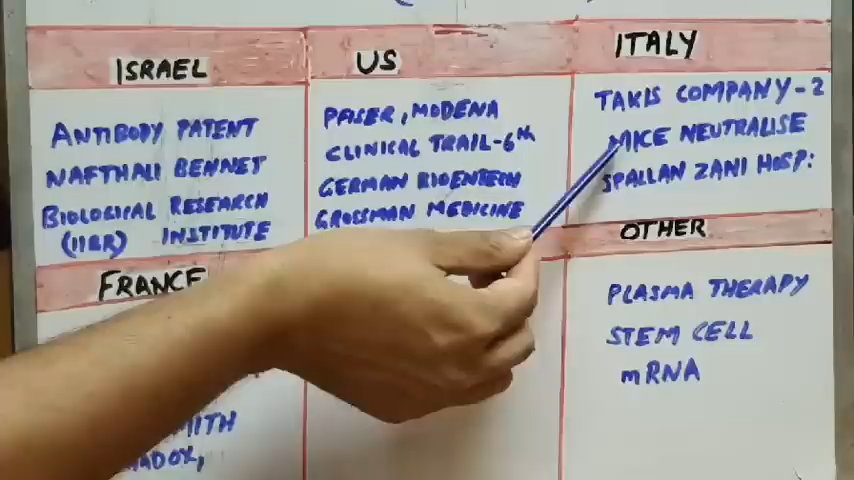 ISRAEL
ANTIBODY PATENT
NAFTHALI BENNET
BIOLOGICAL RESEARCH
(IIBR) INSTITUTE
US
PFISER, MODENA
CLINICAL TRAIL-6th
GERMAN BIOENTECH
GROSSMAN MEDICINE
ITALY
TAKIS COMPANY-2
MICE NEUTRALISE
SPALLAN ZANI HOSP:
FRANCE
OTHER
PLASMA THERAPY
STEM CELL
mRNA